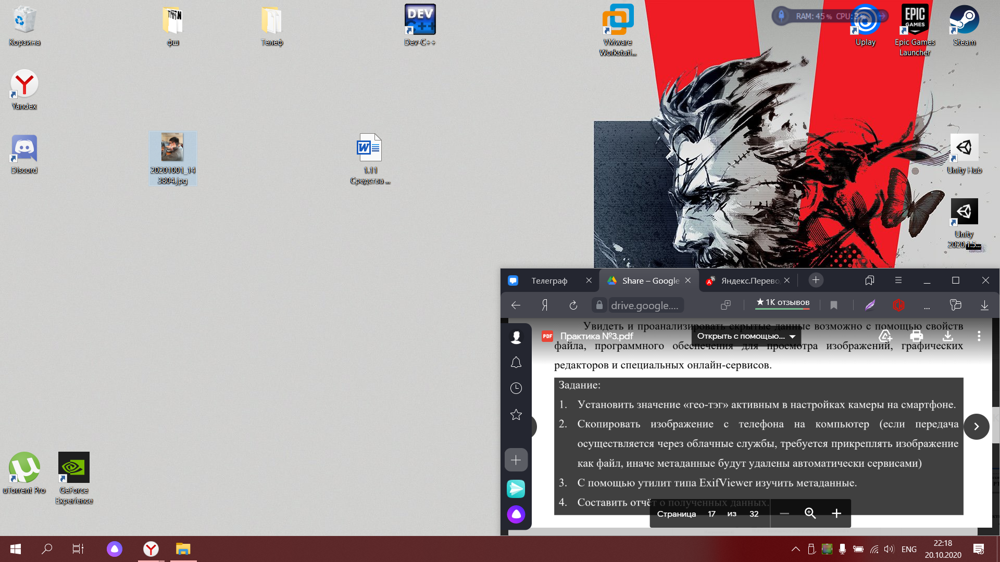 Корзина
фш
Телеф
DEV
C++
Dev-C++
VMware
Workstati...
RAM: 45% CPU: 3%
Uplay
EPIC
GAMES
Epic Games
Launcher
Steam
Yandex
Discord
20201001_14
3804.jpg
W
1.11
Средства ...
Unity Hub
Unity
2020.1.5...
uTorrent Pro
GeForce
Experience
Телеграф
Share – Google
Яндекс.Перево
drive.google....
★ 1K отзывов
Увидеть и проанализировать скрытые данные возможно с помощью свойств
PDF Практика №3.pdf
Открыть с помощью...
файла, программного обеспечения для просмотра изображений, графических
редакторов и специальных онлайн-сервисов.
Задание:
1. Установить значение «гео-тэг» активным в настройках камеры на смартфоне.
2. Скопировать изображение с телефона на компьютер (если передача
осуществляется через облачные службы, требуется прикреплять изображение
как файл, иначе метаданные будут удалены автоматически сервисами)
3. С помощью утилит типа ExifViewer изучить метаданные.
4. Составить отчёт о полученных данных.
Страница 17 из 32
ENG
22:18
20.10.2020